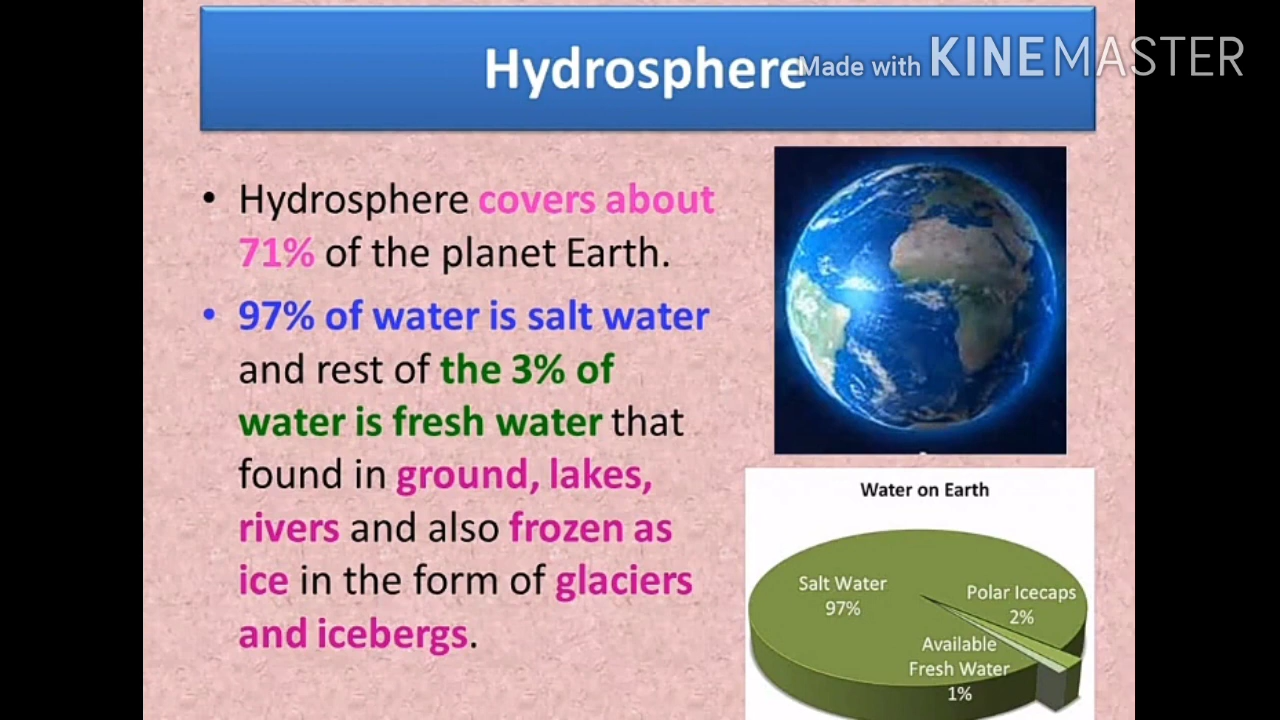 Hydrosphere
Made with KINEMASTER
• Hydrosphere covers about
71% of the planet Earth.
• 97% of water is salt water
and rest of the 3% of
water is fresh water that
found in ground, lakes,
rivers and also frozen as
ice in the form of glaciers
and icebergs.
Water on Earth
Salt Water
97%
Polar Icecaps
2%
Available
Fresh Water
1%